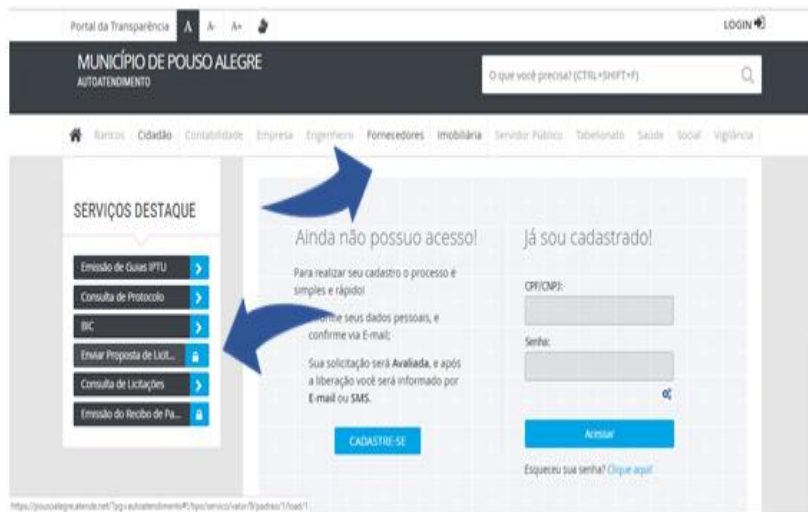 Portal da Transparência A A- A+
LOGIN
MUNICÍPIO DE POUSO ALEGRE
AUTOATENDIMENTO
O que você precisa? (CTRL+SHIFT+F)
Bancos Cidadão Contabilidade Empresa Engenheiro Fornecedores Imobiliária Servidor Público Tabelionato Saúde Social Vigilância
SERVIÇOS DESTAQUE
Emissão de Guias IPTU
Consulta de Protocolo
BIC
Enviar Proposta de Licit...
Consulta de Licitações
Emissão do Recibo de Pa...
Ainda não possuo acesso!
Para realizar seu cadastro o processo é
simples e rápido!
seus dados pessoais, e
confirme via E-mail;
Sua solicitação será Avaliada, e após
a liberação você será informado por
E-mail ou SMS.
CADASTRE-SE
Já sou cadastrado!
CPF/CNPJ:
Senha:
Acessar
Esqueceu sua senha? Clique aqui!